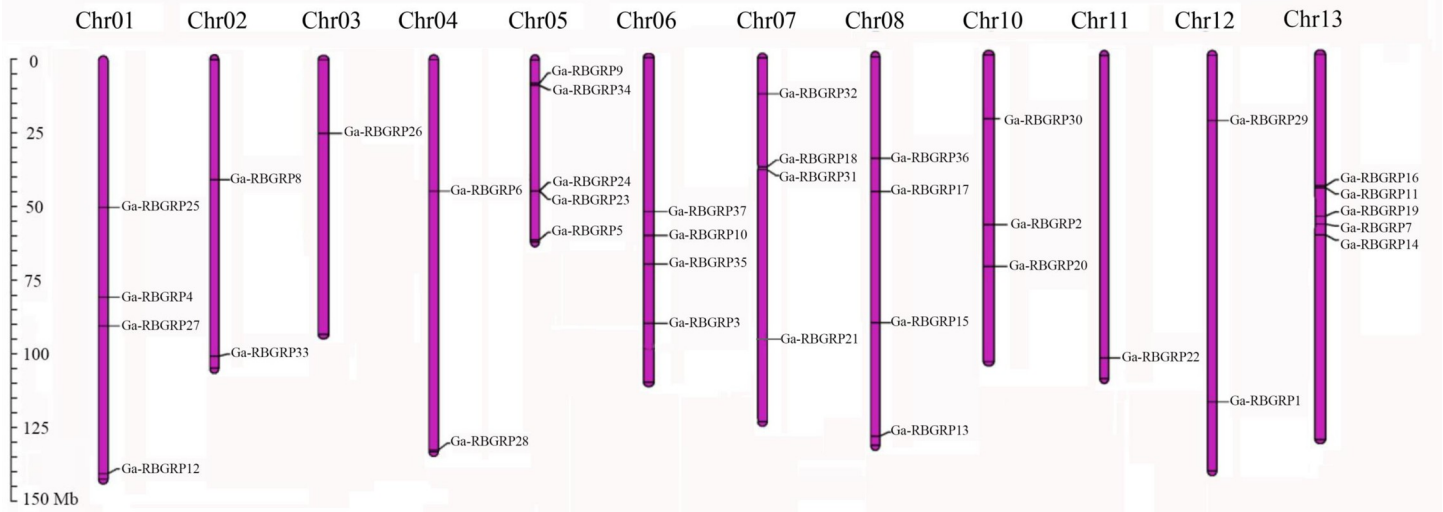 Chr01 Chr02 Chr03 Chr04 Chr05 Chr06 Chr07 Chr08 Chr10 Chr11 Chr12 Chr13
0
25
50
75
100
125
150 Mb
Ga-RBGRP25
Ga-RBGRP4
Ga-RBGRP27
Ga-RBGRP12
Ga-RBGRP8
Ga-RBGRP33
Ga-RBGRP26
Ga-RBGRP6
Ga-RBGRP28
Ga-RBGRP9
Ga-RBGRP34
Ga-RBGRP24
Ga-RBGRP23
Ga-RBGRP5
Ga-RBGRP37
Ga-RBGRP10
Ga-RBGRP35
Ga-RBGRP3
Ga-RBGRP32
Ga-RBGRP18
Ga-RBGRP31
Ga-RBGRP21
Ga-RBGRP36
Ga-RBGRP17
Ga-RBGRP15
Ga-RBGRP13
Ga-RBGRP30
Ga-RBGRP2
Ga-RBGRP20
Ga-RBGRP22
Ga-RBGRP29
Ga-RBGRP1
Ga-RBGRP16
Ga-RBGRP11
Ga-RBGRP19
Ga-RBGRP7
Ga-RBGRP14